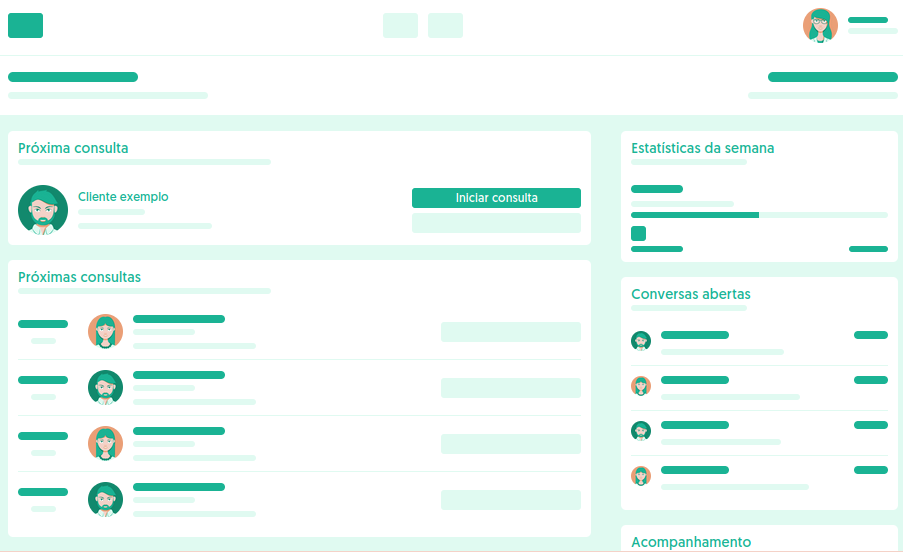 Próxima consulta
Cliente exemplo
Iniciar consulta
Próximas consultas
Estatísticas da semana
Conversas abertas
Acompanhamento